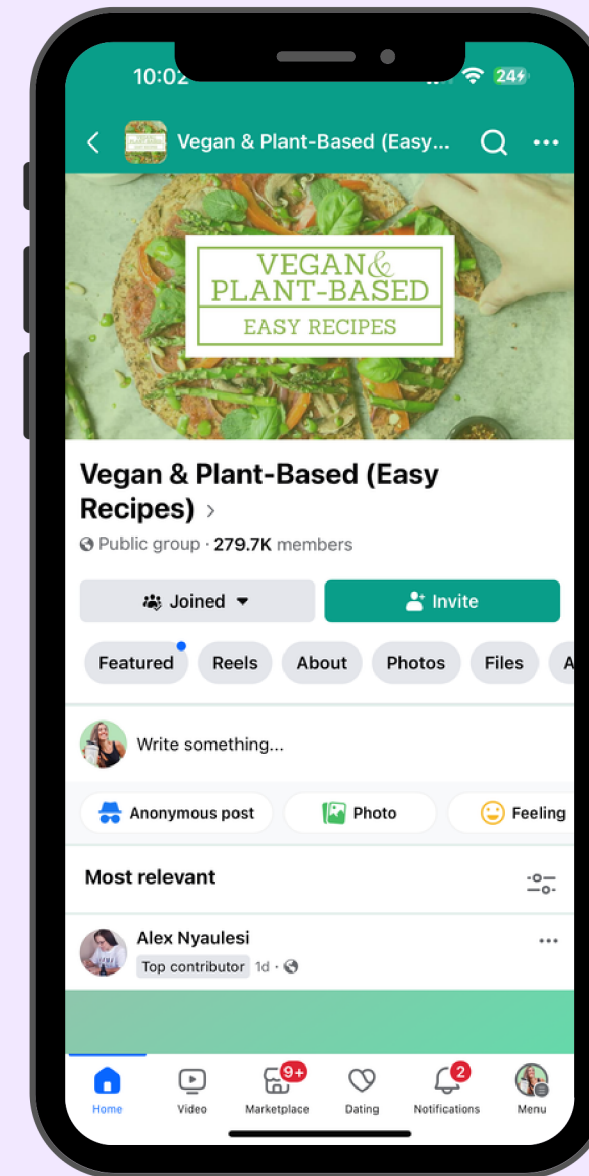 10:02
24
Vegan & Plant-Based (Easy...
VEGAN&
PLANT-BASED
EASY RECIPES
Vegan & Plant-Based (Easy
Recipes) >
Public group · 279.7K members
Joined
Invite
Featured
Reels
About
Photos
Files
A
Write something...
Anonymous post
Photo
Feeling
Most relevant
Alex Nyaulesi
Top contributor 1d ·
9+
2
Home
Video
Marketplace
Dating
Notifications
Menu